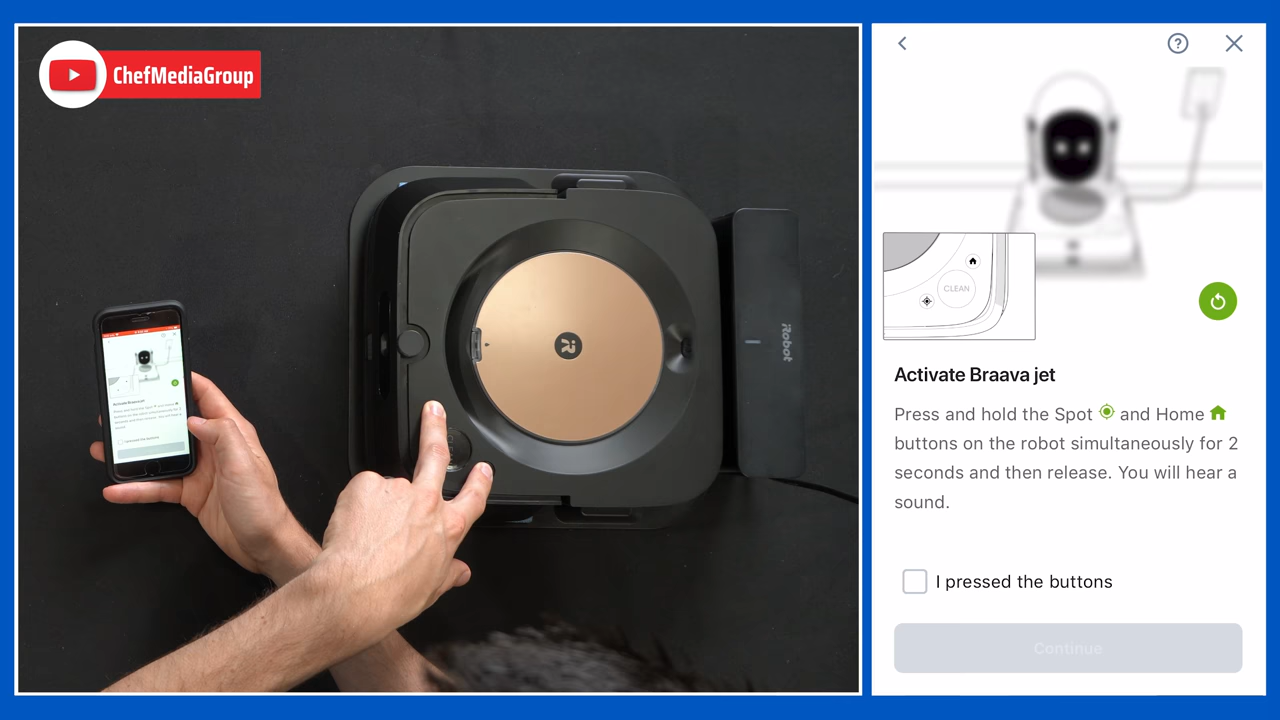 ChefMediaGroup
iRobot
CLEAN
Activate Braava jet
Press and hold the Spot and Home
buttons on the robot simultaneously for 2
seconds and then release. You will hear a
sound.
I pressed the buttons
Continue